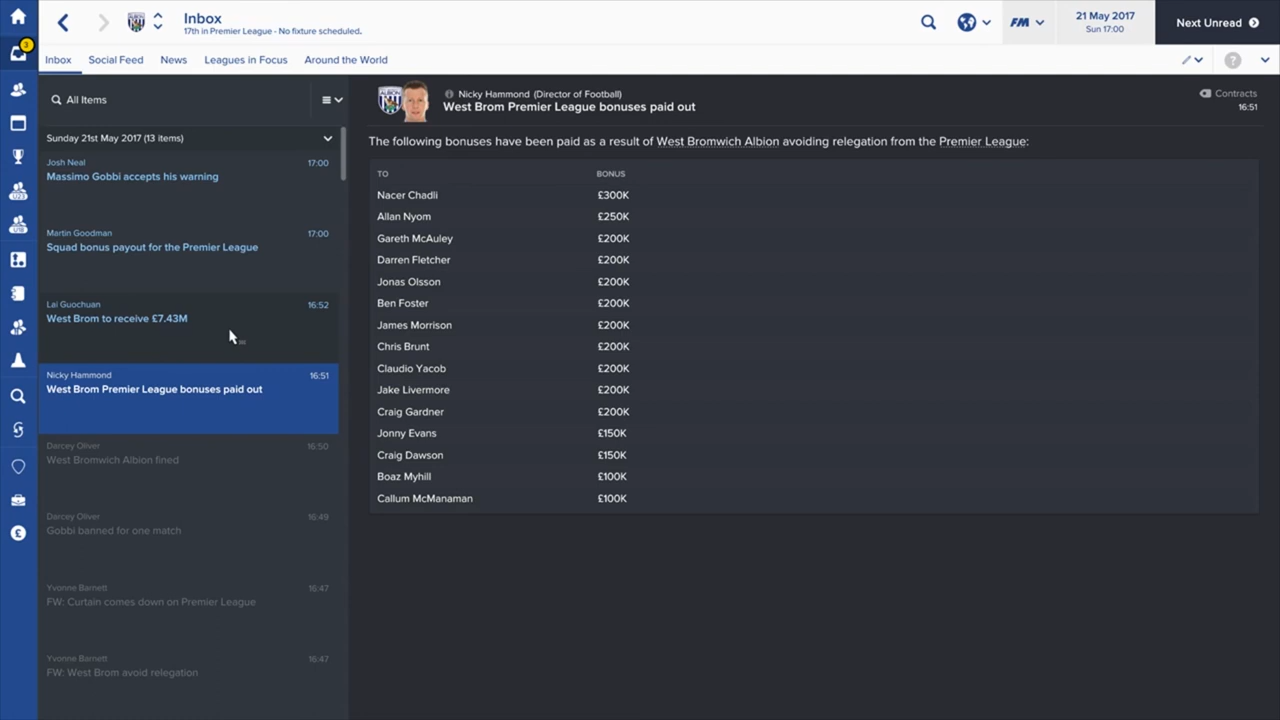 Inbox
17th in Premier League - No fixture scheduled.
FM
21 May 2017
Sun 17:00
Next Unread
3
Inbox Social Feed News Leagues in Focus Around the World
?
All Items
Sunday 21st May 2017 (13 items)
Josh Neal 17:00
Massimo Gobbi accepts his warning
Martin Goodman 17:00
Squad bonus payout for the Premier League
Lai Guochuan 16:52
West Brom to receive £7.43M
Nicky Hammond 16:51
West Brom Premier League bonuses paid out
Darcey Oliver 16:50
West Bromwich Albion fined
Darcey Oliver 16:49
Gobbi banned for one match
Yvonne Barnett 16:47
FW: Curtain comes down on Premier League
Yvonne Barnett 16:47
FW: West Brom avoid relegation
U23
U18
£
Nicky Hammond (Director of Football)
West Brom Premier League bonuses paid out
Contracts
16:51
The following bonuses have been paid as a result of West Bromwich Albion avoiding relegation from the Premier League:
TO BONUS
Nacer Chadli £300K
Allan Nyom £250K
Gareth McAuley £200K
Darren Fletcher £200K
Jonas Olsson £200K
Ben Foster £200K
James Morrison £200K
Chris Brunt £200K
Claudio Yacob £200K
Jake Livermore £200K
Craig Gardner £200K
Jonny Evans £150K
Craig Dawson £150K
Boaz Myhill £100K
Callum McManaman £100K